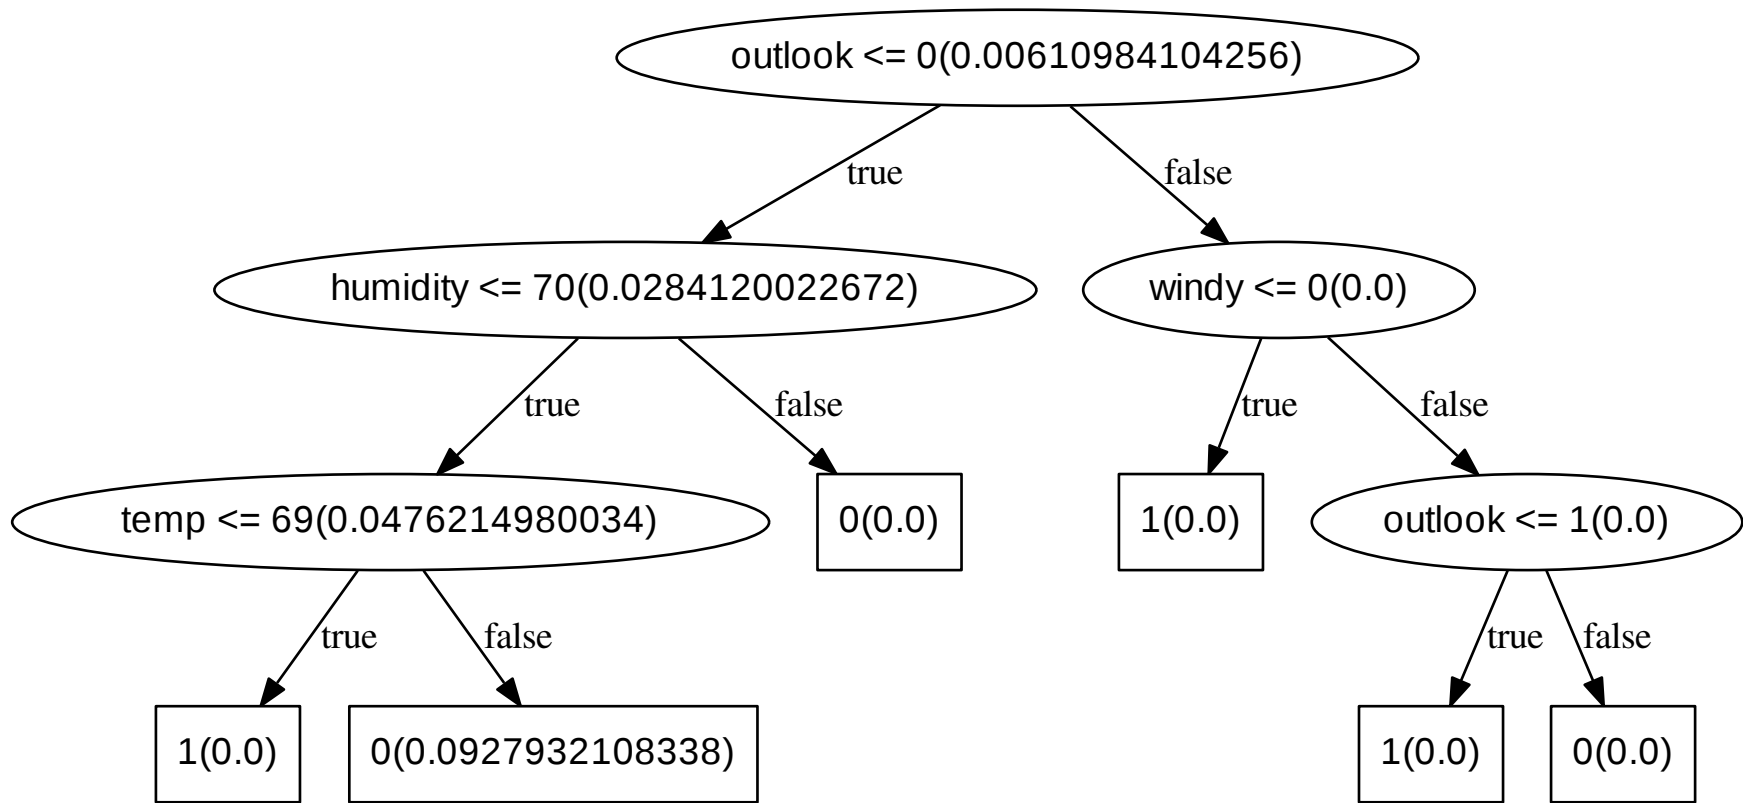 outlook <= 0(0.00610984104256)
true
false
humidity <= 70(0.0284120022672)
windy <= 0(0.0)
true
false
true
false
temp <= 69(0.0476214980034)
0(0.0)
1(0.0)
outlook <= 1(0.0)
true
false
true
false
1(0.0)
0(0.0927932108338)
1(0.0)
0(0.0)